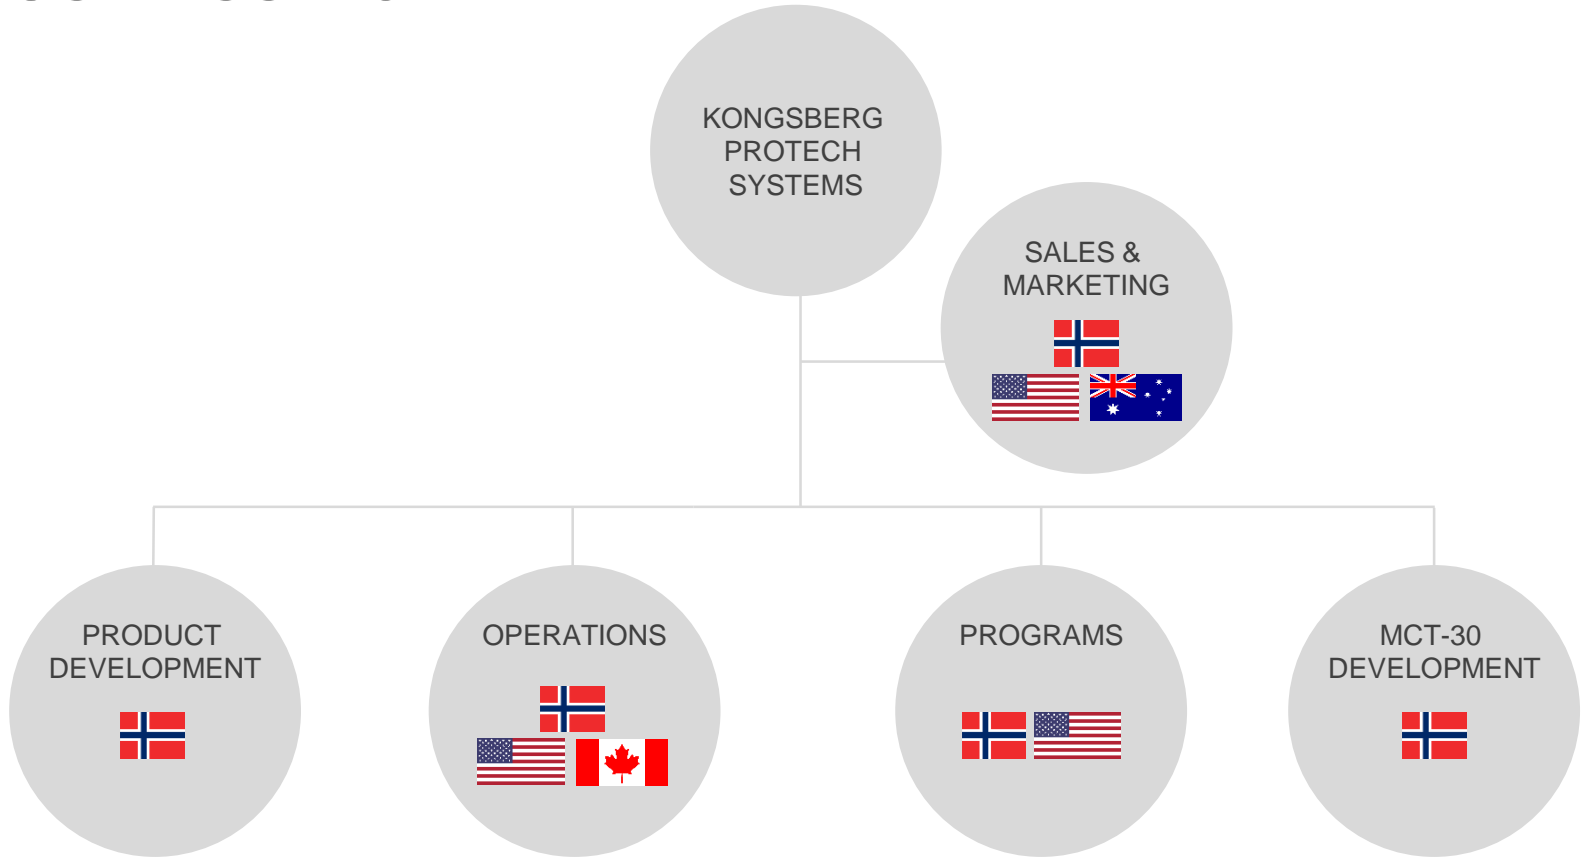 KONGSBERG
PROTECH
SYSTEMS
SALES &
MARKETING
PRODUCT
DEVELOPMENT
OPERATIONS
PROGRAMS
MCT-30
DEVELOPMENT